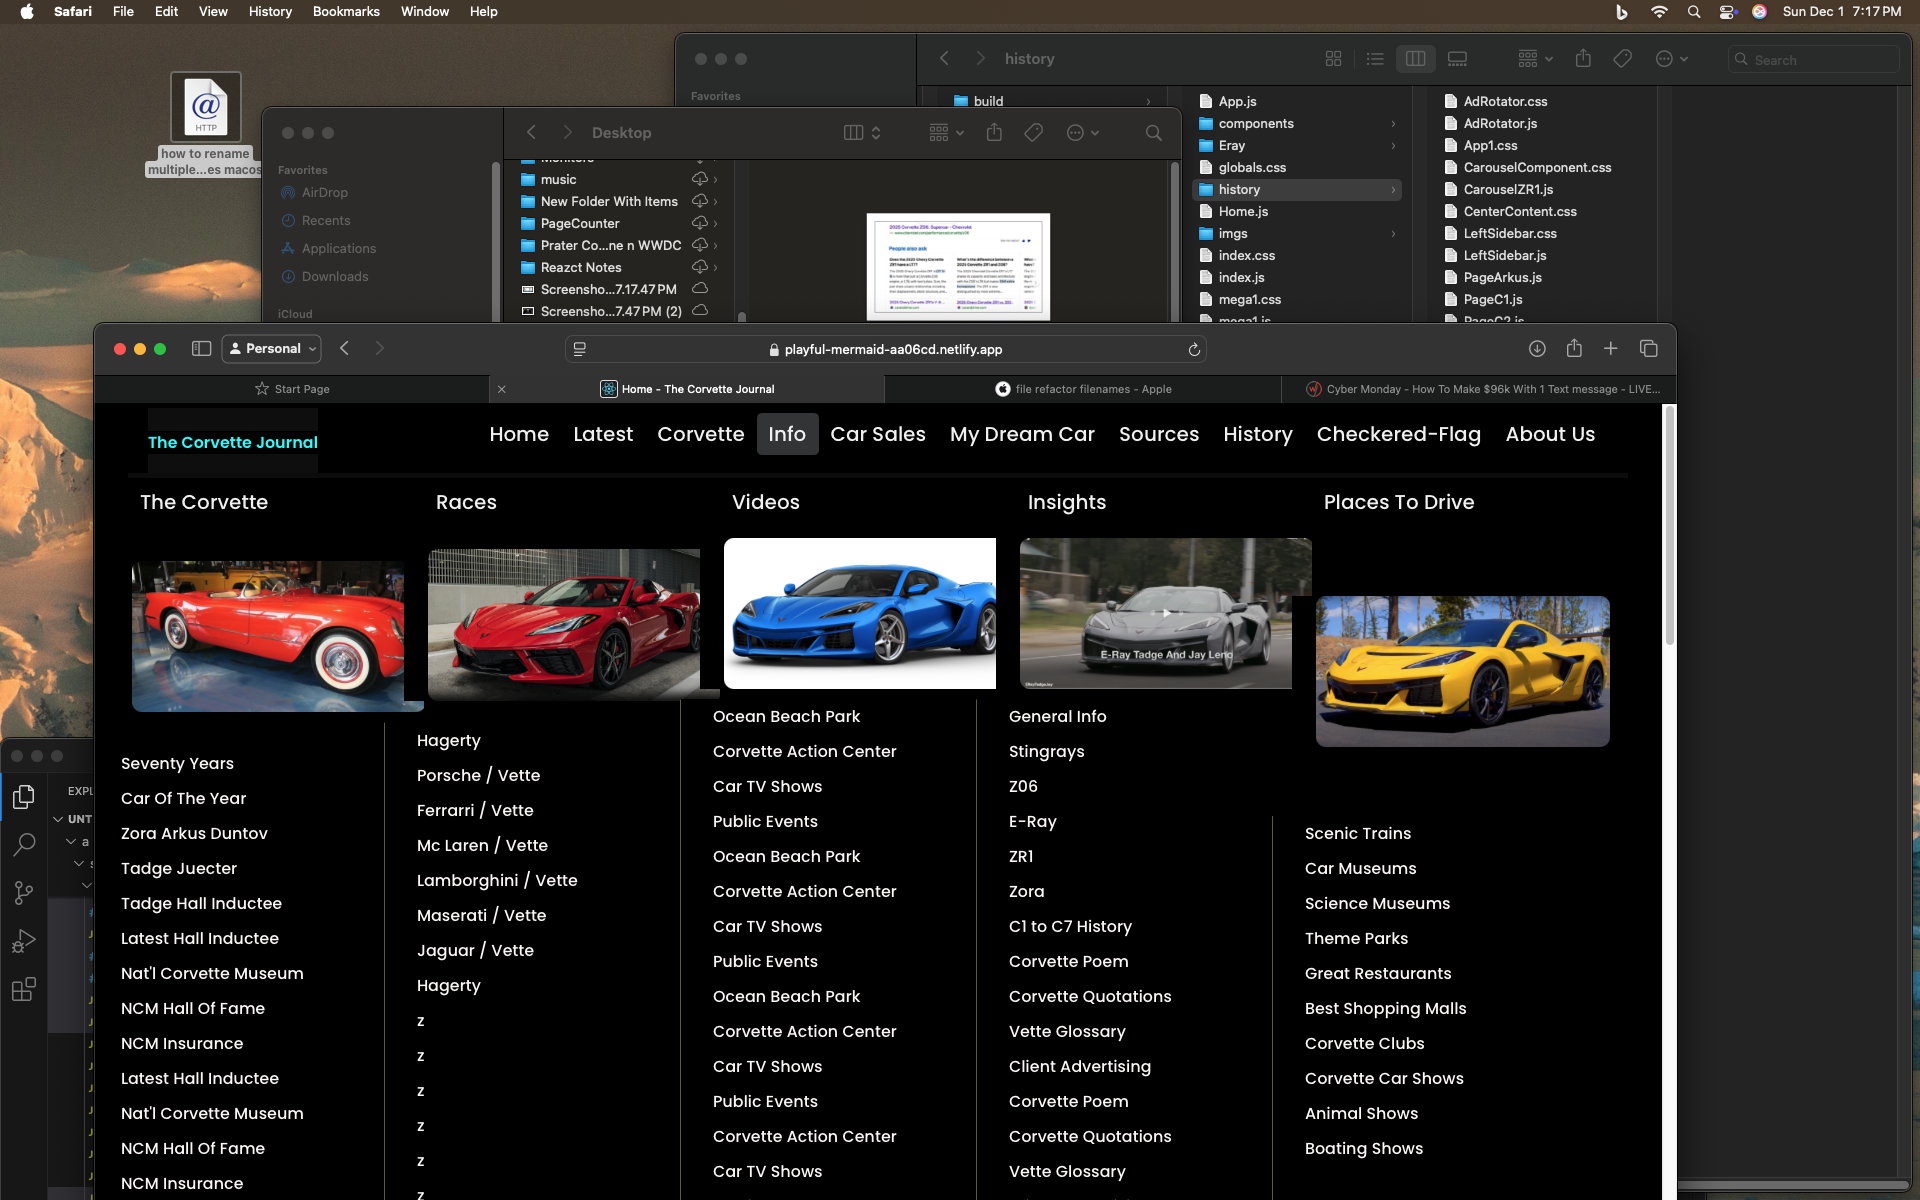 Safari File Edit View History Bookmarks Window Help
Sun Dec 1 7:17 PM
HTTP
how to rename
multiple...es macos
history
Search
Favorites
build
App.js
components
Eray
globals.css
history
Home.js
imgs
index.css
index.js
mega1.css
mega1.js
AdRotator.css
AdRotator.js
App1.css
CarouselComponent.css
CarouselZR1.js
CenterContent.css
LeftSidebar.css
LeftSidebar.js
PageArkus.js
PageC1.js
PageC2.js
Desktop
Favorites
AirDrop
Recents
Applications
Downloads
iCloud
Monitors
music
New Folder With Items
PageCounter
Prater Co...ne n WWDC
Reazct Notes
Screensho...7.17.47 PM
Screensho...7.47 PM (2)
2025 Corvette Z06: Supercar - Chevrolet
People also ask
Personal
playful-mermaid-aa06cd.netlify.app
Start Page
Home - The Corvette Journal
file refactor filenames - Apple
Cyber Monday - How To Make $96k With 1 Text message - LIVE...
The Corvette Journal
Home Latest Corvette Info Car Sales My Dream Car Sources History Checkered-Flag About Us
The Corvette
Seventy Years
Car Of The Year
Zora Arkus Duntov
Tadge Juecter
Tadge Hall Inductee
Latest Hall Inductee
Nat'l Corvette Museum
NCM Hall Of Fame
NCM Insurance
Latest Hall Inductee
Nat'l Corvette Museum
NCM Hall Of Fame
NCM Insurance
Races
Hagerty
Porsche / Vette
Ferrarri / Vette
Mc Laren / Vette
Lamborghini / Vette
Maserati / Vette
Jaguar / Vette
Hagerty
z
z
z
z
z
z
Videos
Ocean Beach Park
Corvette Action Center
Car TV Shows
Public Events
Ocean Beach Park
Corvette Action Center
Car TV Shows
Public Events
Ocean Beach Park
Corvette Action Center
Car TV Shows
Public Events
Corvette Action Center
Car TV Shows
Insights
E-Ray Tadge And Jay Leno
General Info
Stingrays
Z06
E-Ray
ZR1
Zora
C1 to C7 History
Corvette Poem
Corvette Quotations
Vette Glossary
Client Advertising
Corvette Poem
Corvette Quotations
Vette Glossary
Places To Drive
Scenic Trains
Car Museums
Science Museums
Theme Parks
Great Restaurants
Best Shopping Malls
Corvette Clubs
Corvette Car Shows
Animal Shows
Boating Shows
EXPL
UNT
a
s